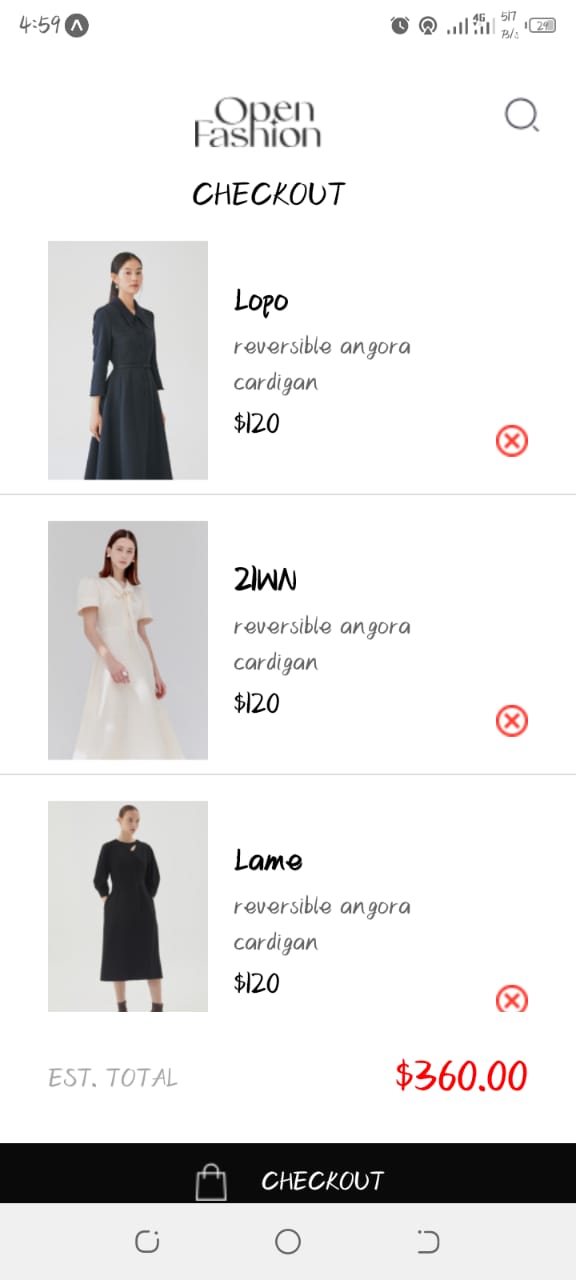 4:59
4G
517
B/s
29
Open
Fashion
CHECKOUT
Lopo
reversible angora
cardigan
$120
21WN
reversible angora
cardigan
$120
Lame
reversible angora
cardigan
$120
EST. TOTAL
$360.00
CHECKOUT